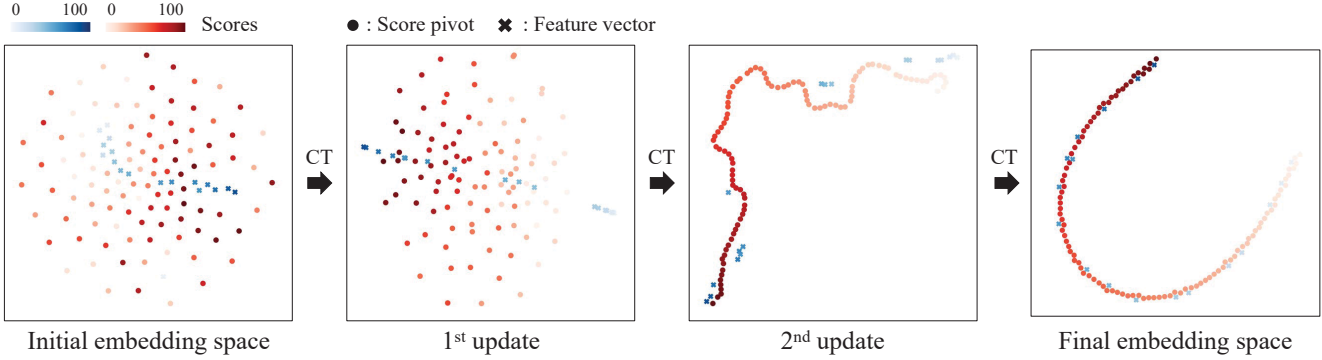 0 100 0 100 Scores : Score pivot : Feature vector
CT CT CT
Initial embedding space 1st update 2nd update Final embedding space